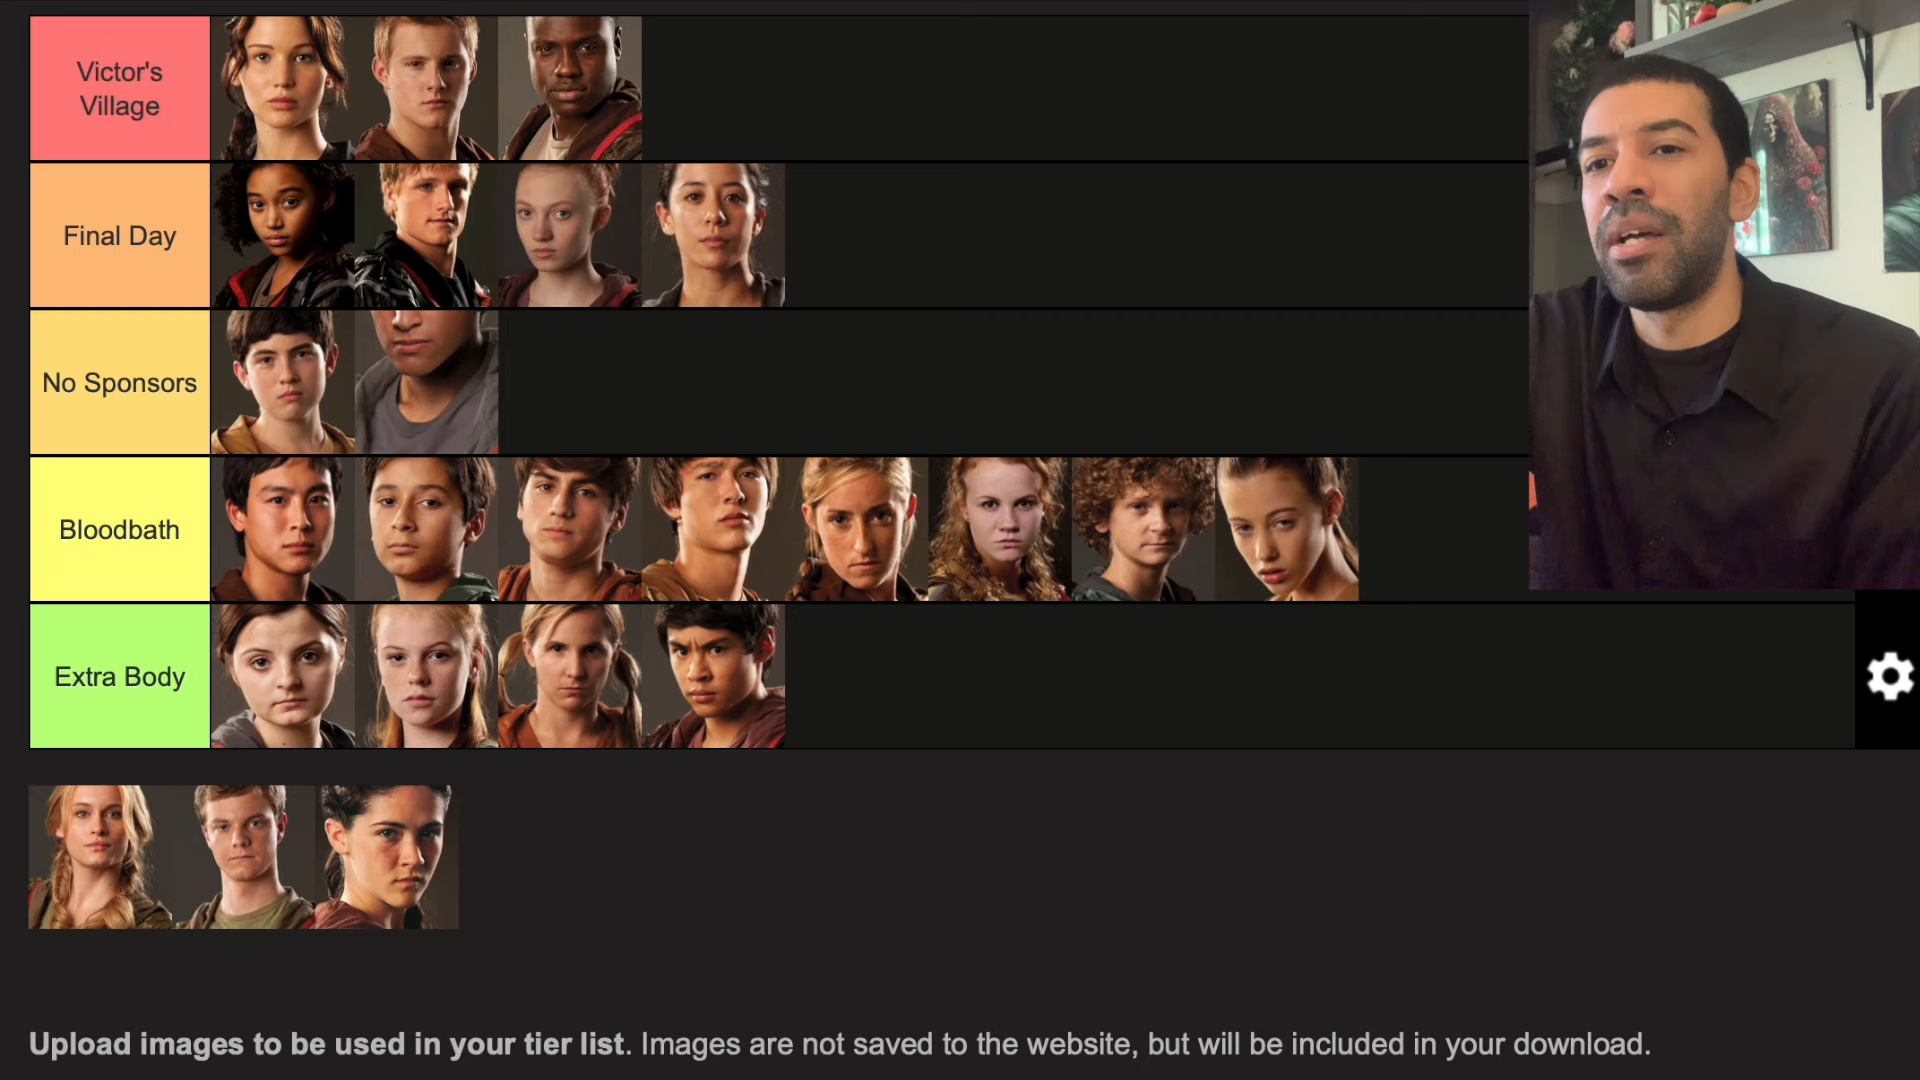 Victor's
Village
Final Day
No Sponsors
Bloodbath
Extra Body
Upload images to be used in your tier list. Images are not saved to the website, but will be included in your download.